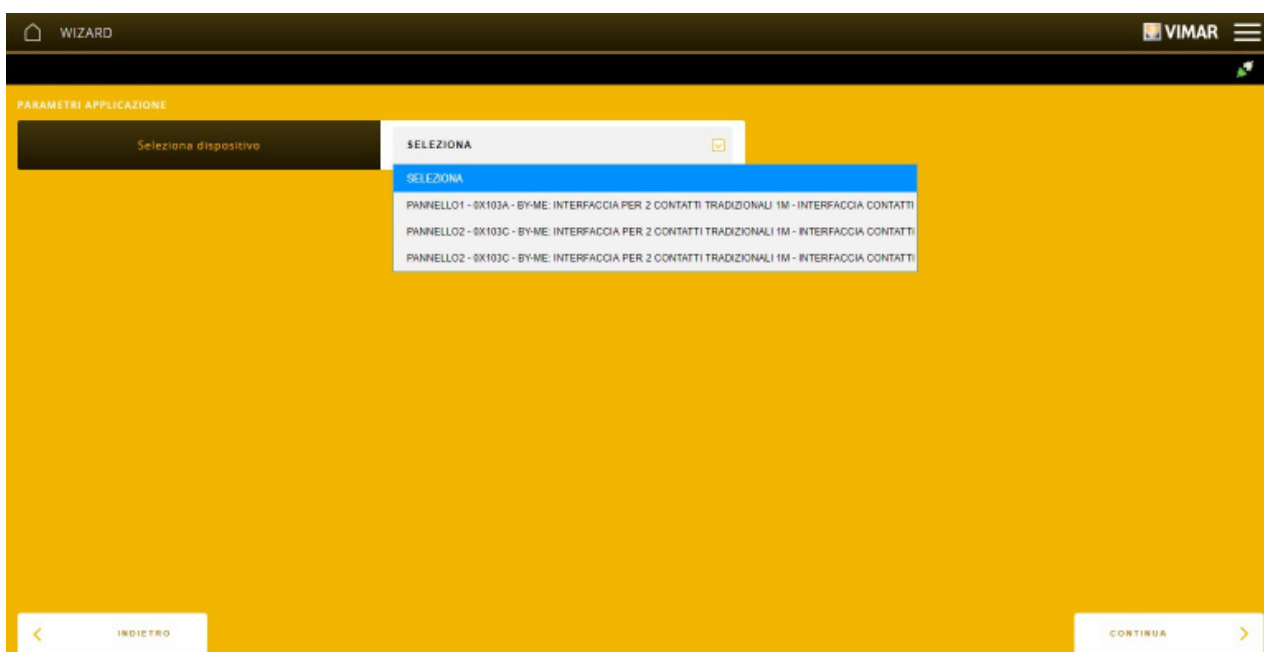 WIZARD
VIMAR
PARAMETRI APPLICAZIONE
Seleziona dispositivo
SELEZIONA
SELEZIONA
PANNELLO1 - 0X103A - BY-ME: INTERFACCIA PER 2 CONTATTI TRADIZIONALI 1M - INTERFACCIA CONTATTI
PANNELLO2 - 0X103C - BY-ME: INTERFACCIA PER 2 CONTATTI TRADIZIONALI 1M - INTERFACCIA CONTATTI
PANNELLO2 - 0X103C - BY-ME: INTERFACCIA PER 2 CONTATTI TRADIZIONALI 1M - INTERFACCIA CONTATTI
INDIETRO
CONTINUA